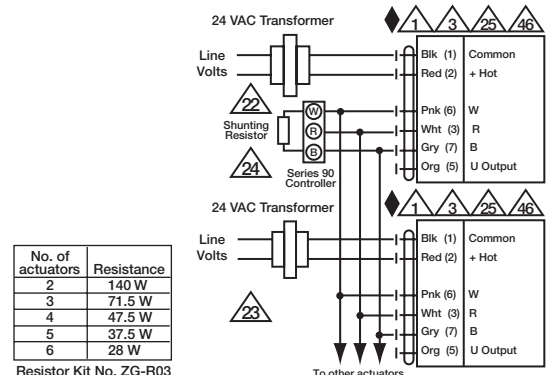 24 VAC Transformer
1 3 25 46
Line
Volts
Blk (1) Common
Red (2) + Hot
22
Shunting
Resistor
24
W
R
B
Series 90
Controller
Pnk (6) W
Wht (3) R
Gry (7) B
Org (5) U Output
24 VAC Transformer
1 3 25 46
Line
Volts
Blk (1) Common
Red (2) + Hot
23
Pnk (6) W
Wht (3) R
Gry (7) B
Org (5) U Output
To other actuators
No. of
actuators Resistance
2 140 W
3 71.5 W
4 47.5 W
5 37.5 W
6 28 W
Resistor Kit No. ZG-R03